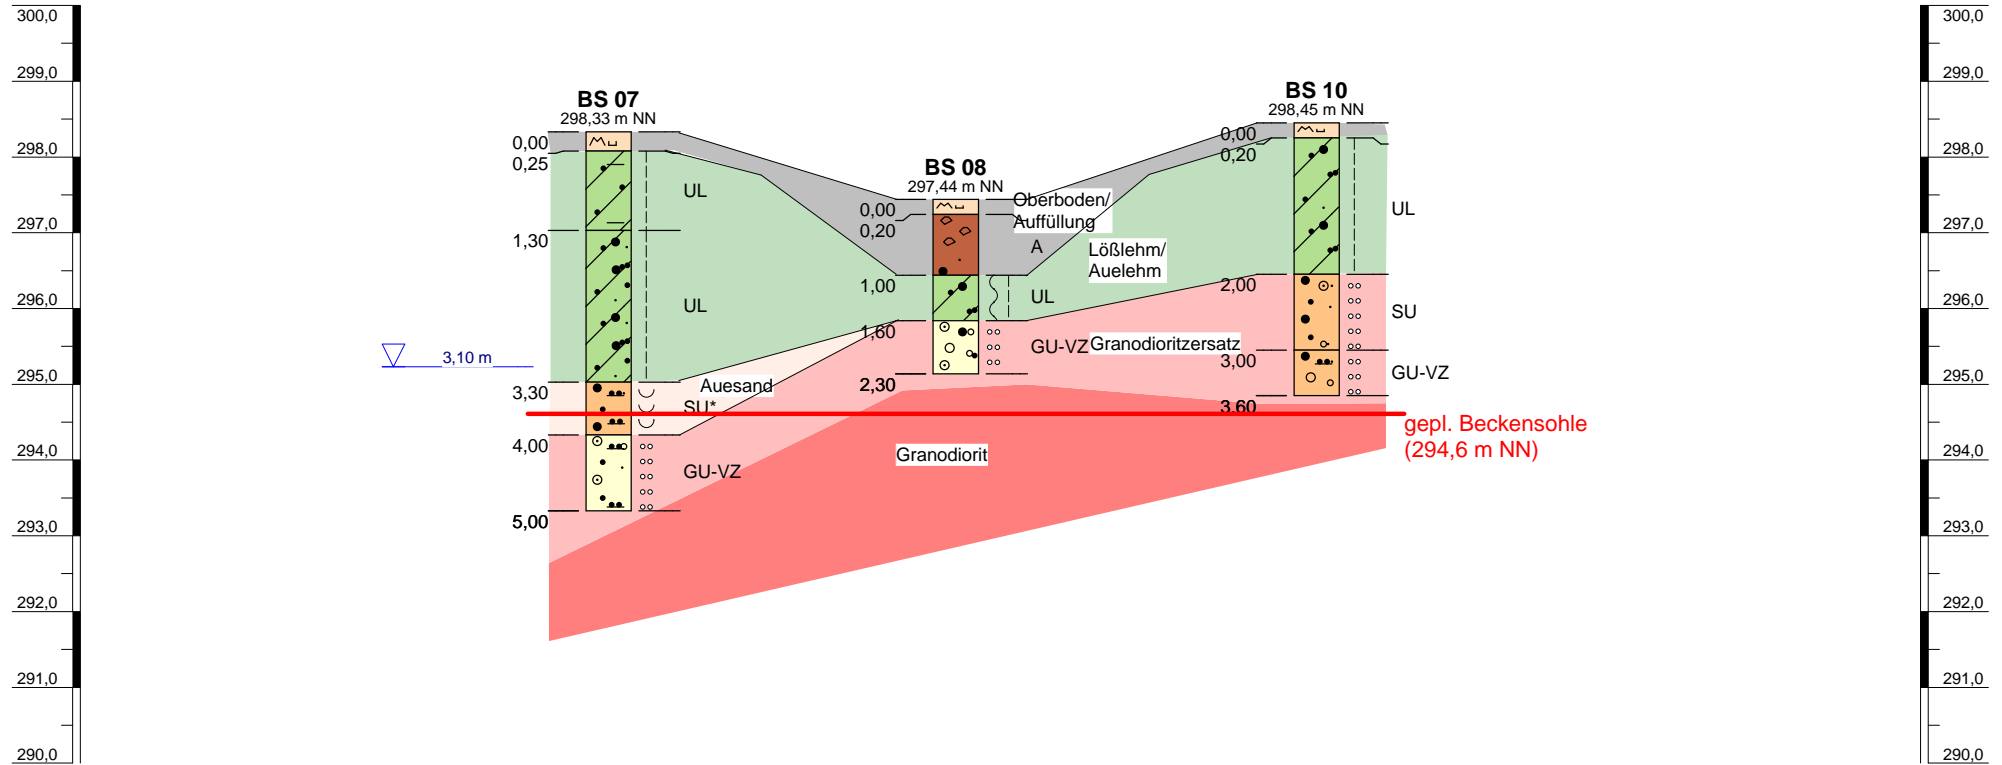 300,0
299,0
298,0
297,0
296,0
295,0
294,0
293,0
292,0
291,0
290,0
3,10 m
BS 07
298,33 m NN
0,00
0,25
1,30
3,30
4,00
5,00
UL
UL
SU*
GU-VZ
Auesand
BS 08
297,44 m NN
0,00
0,20
1,00
1,60
2,30
A
UL
GU-VZ
Oberboden/
Auffüllung
Lößlehm/
Auelehm
Granodioritzersatz
Granodiorit
BS 10
298,45 m NN
0,00
0,20
2,00
3,00
3,60
UL
SU
GU-VZ
gepl. Beckensohle
(294,6 m NN)
300,0
299,0
298,0
297,0
296,0
295,0
294,0
293,0
292,0
291,0
290,0